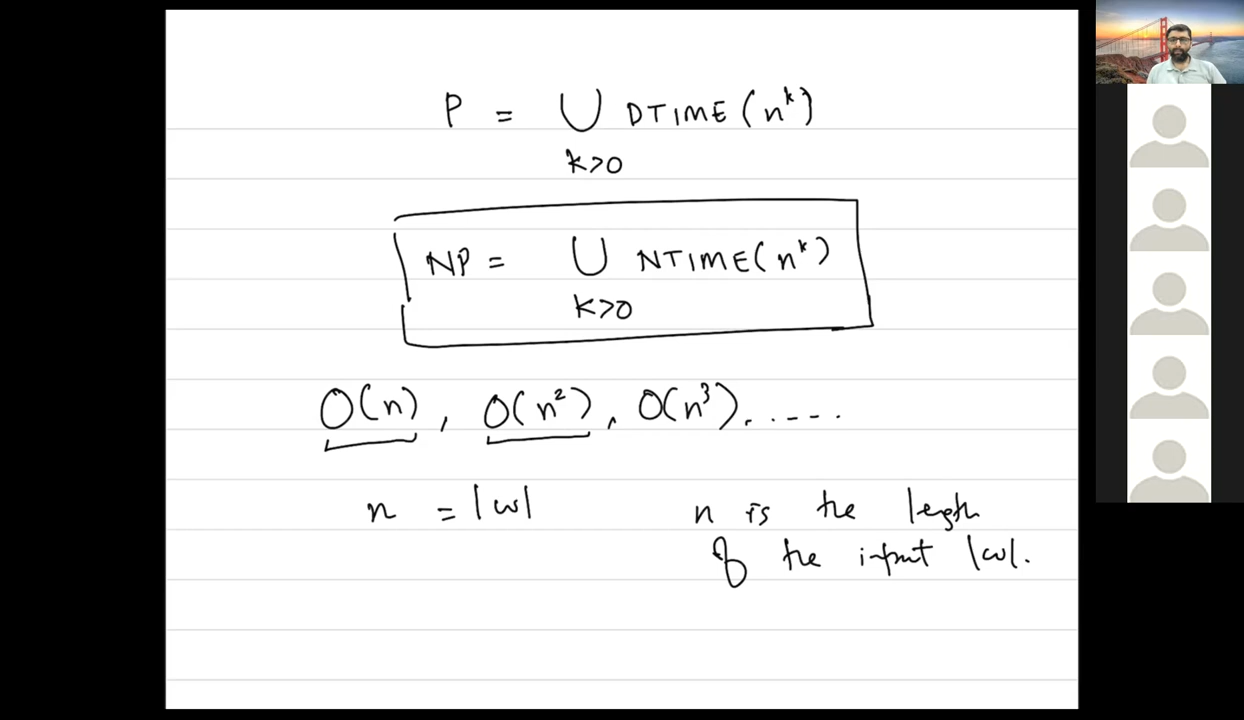 P = ⋃ DTIME(n^k)
k>0
NP = ⋃ NTIME(n^k)
k>0
O(n), O(n²), O(n³), .----
n = |w| n is the length
of the input |w|.